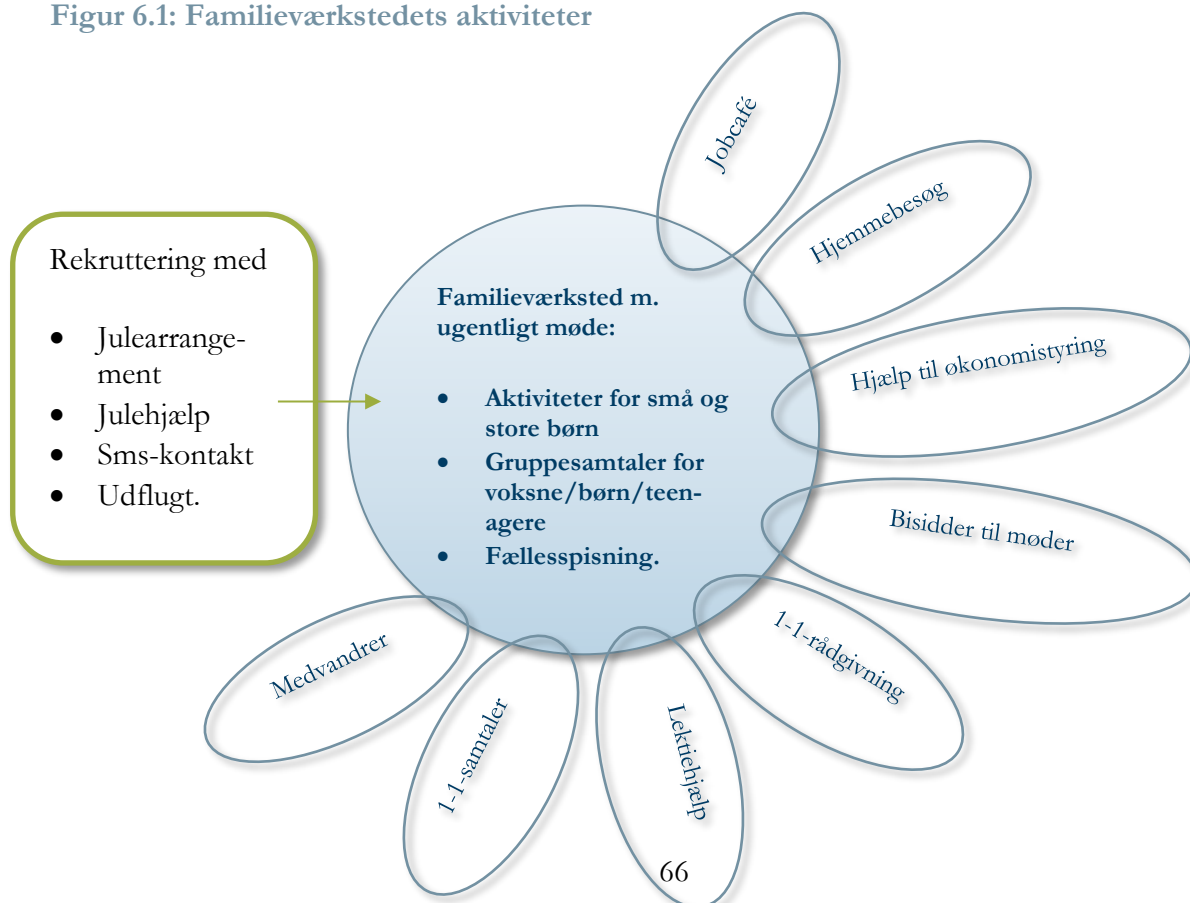 Figur 6.1: Familieværkstedets aktiviteter
Rekruttering med
• Julearrange-
ment
• Julehjælp
• Sms-kontakt
• Udflugt.
Familieværksted m.
ugentligt møde:
• Aktiviteter for små og
store børn
• Gruppesamtaler for
voksne/børn/teen-
agere
• Fællesspisning.
Jobcafé
Hjemmebesøg
Hjælp til økonomistyring
Bisidder til møder
1-1-rådgivning
Lektiehjælp
1-1-samtaler
Medvandrer
66